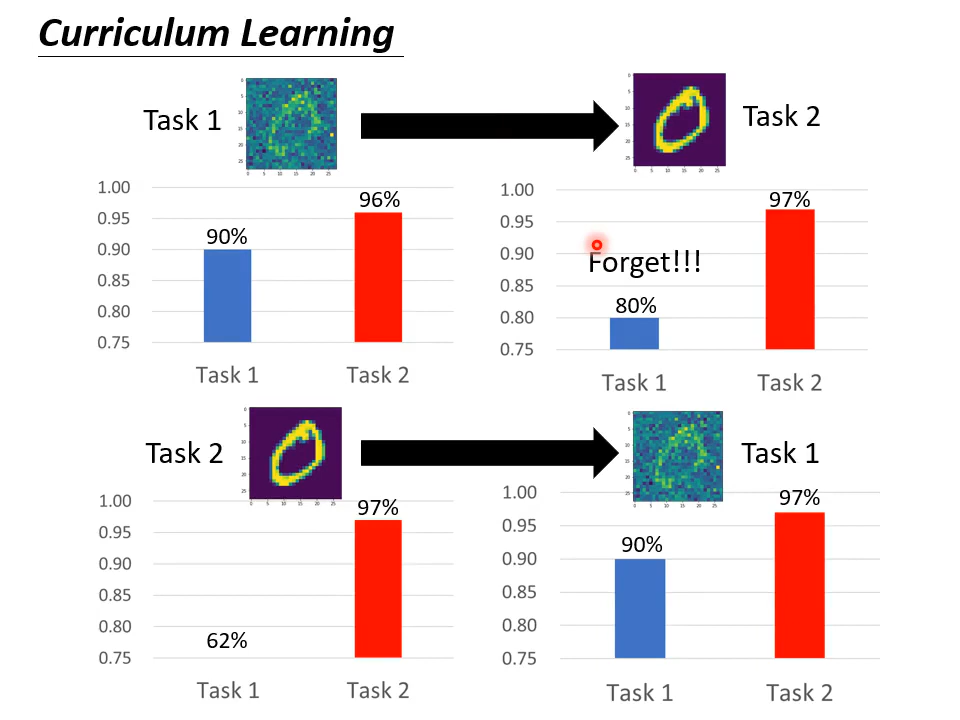 Curriculum Learning
Task 1
Task 2
1.00
0.95
0.90
0.85
0.80
0.75
90%
96%
Task 1
Task 2
1.00
0.95
0.90
0.85
0.80
0.75
Forget!!!
80%
97%
Task 1
Task 2
Task 2
Task 1
1.00
0.95
0.90
0.85
0.80
0.75
62%
97%
Task 1
Task 2
1.00
0.95
0.90
0.85
0.80
0.75
90%
97%
Task 1
Task 2